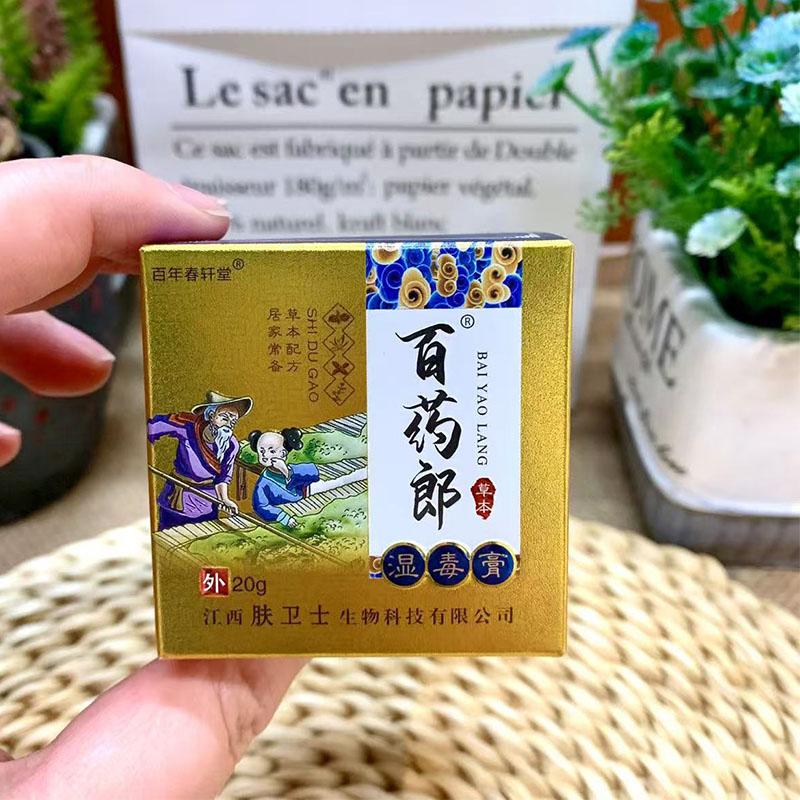 Le sac "en papier
Ce sac est fabriqué à partie de Double
épaisseur 180g/m²: papier végétal,
% naturel, kraft blanc
百年春轩堂®
草本配方
居家常备
SHI DU GAO
百药郎®
BAI YAO LANG
草本
湿毒膏
外 20g
江西肤卫士生物科技有限公司
OME